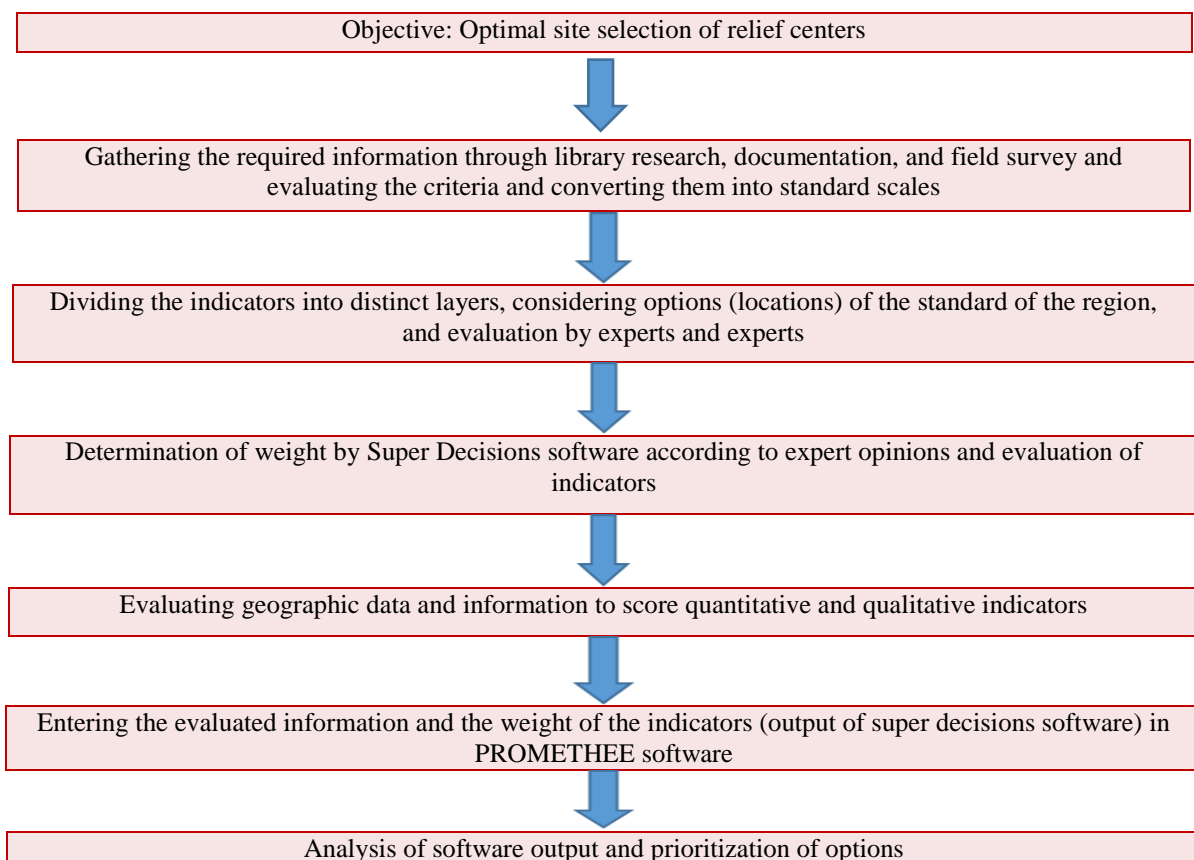 Objective: Optimal site selection of relief centers
Gathering the required information through library research, documentation, and field survey and
evaluating the criteria and converting them into standard scales
Dividing the indicators into distinct layers, considering options (locations) of the standard of the region,
and evaluation by experts and experts
Determination of weight by Super Decisions software according to expert opinions and evaluation of
indicators
Evaluating geographic data and information to score quantitative and qualitative indicators
Entering the evaluated information and the weight of the indicators (output of super decisions software) in
PROMETHEE software
Analysis of software output and prioritization of options